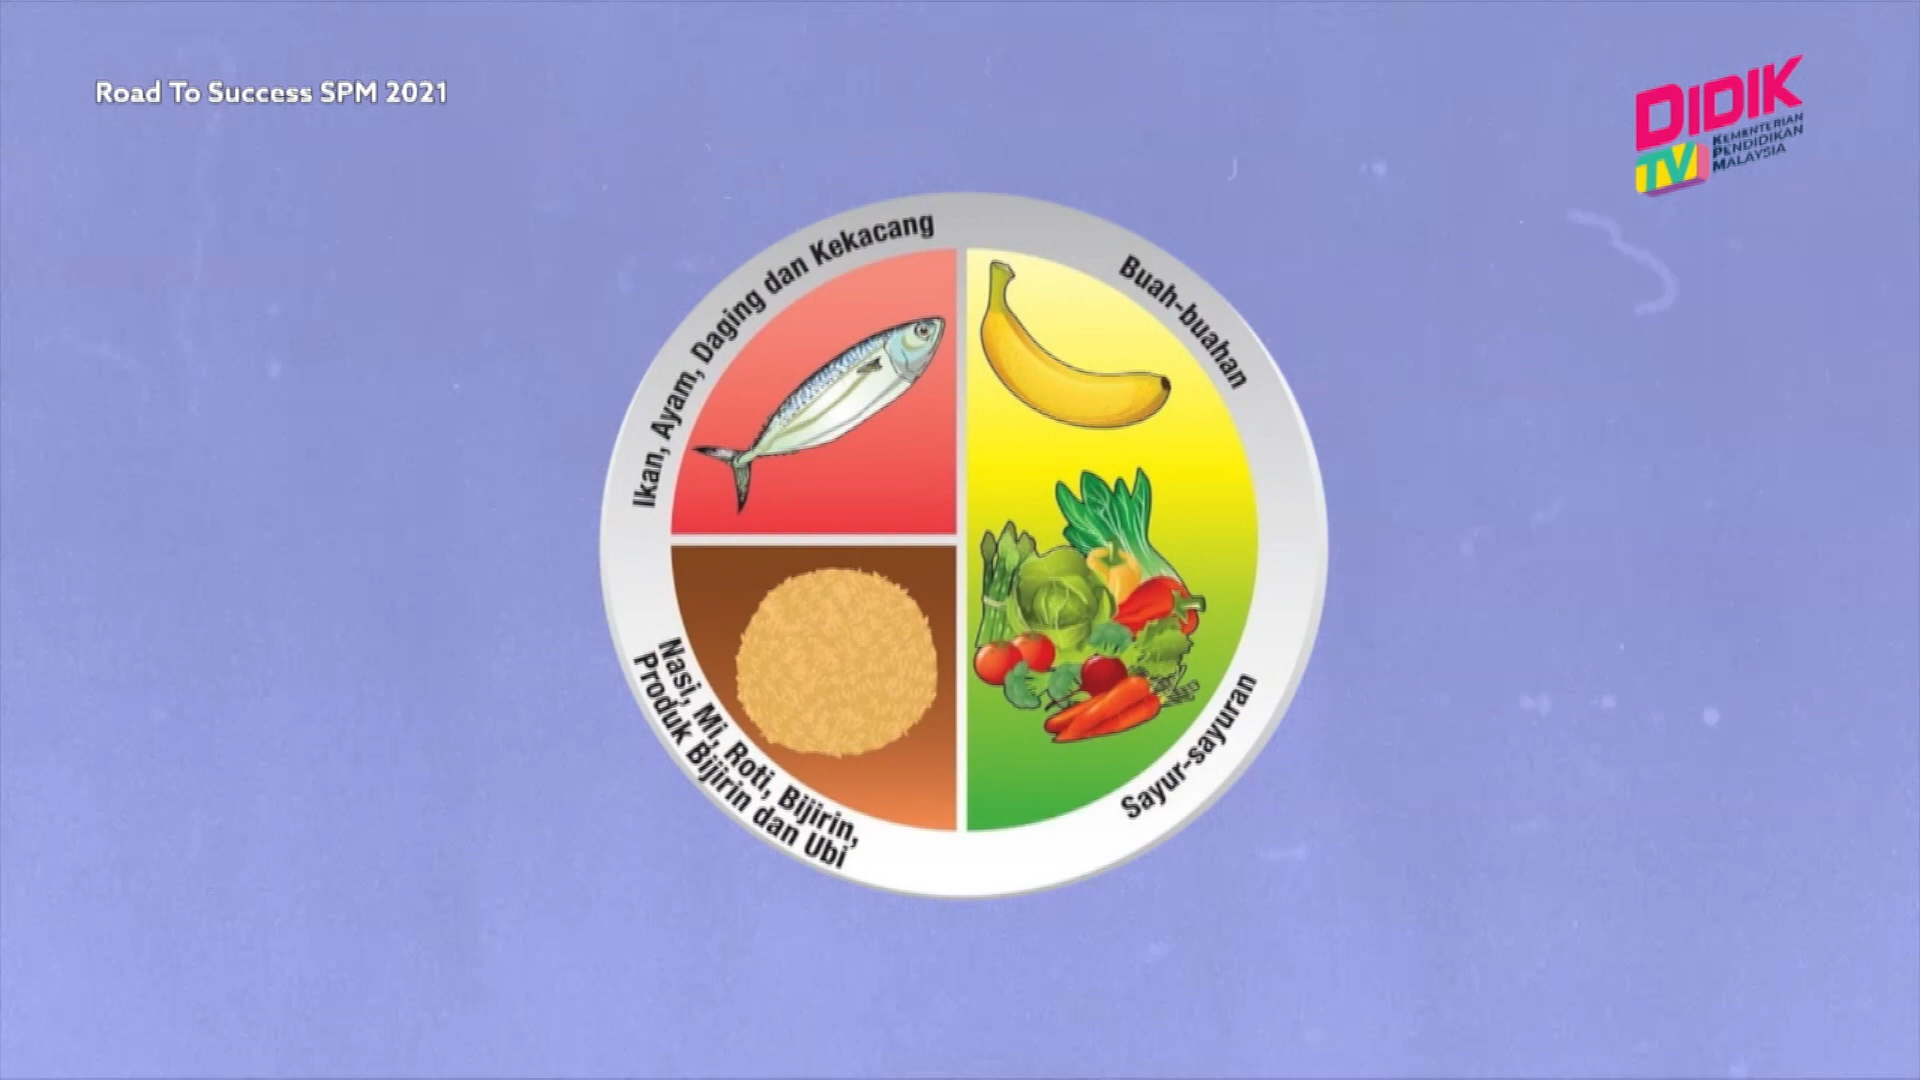 Road To Success SPM 2021
DIDIK
TV
KEMENTERIAN
PENDIDIKAN
MALAYSIA
Ikan, Ayam, Daging dan Kekacang
Buah-buahan
Nasi, Mi, Roti, Bijirin,
Produk Bijirin dan Ubi
Sayur-sayuran